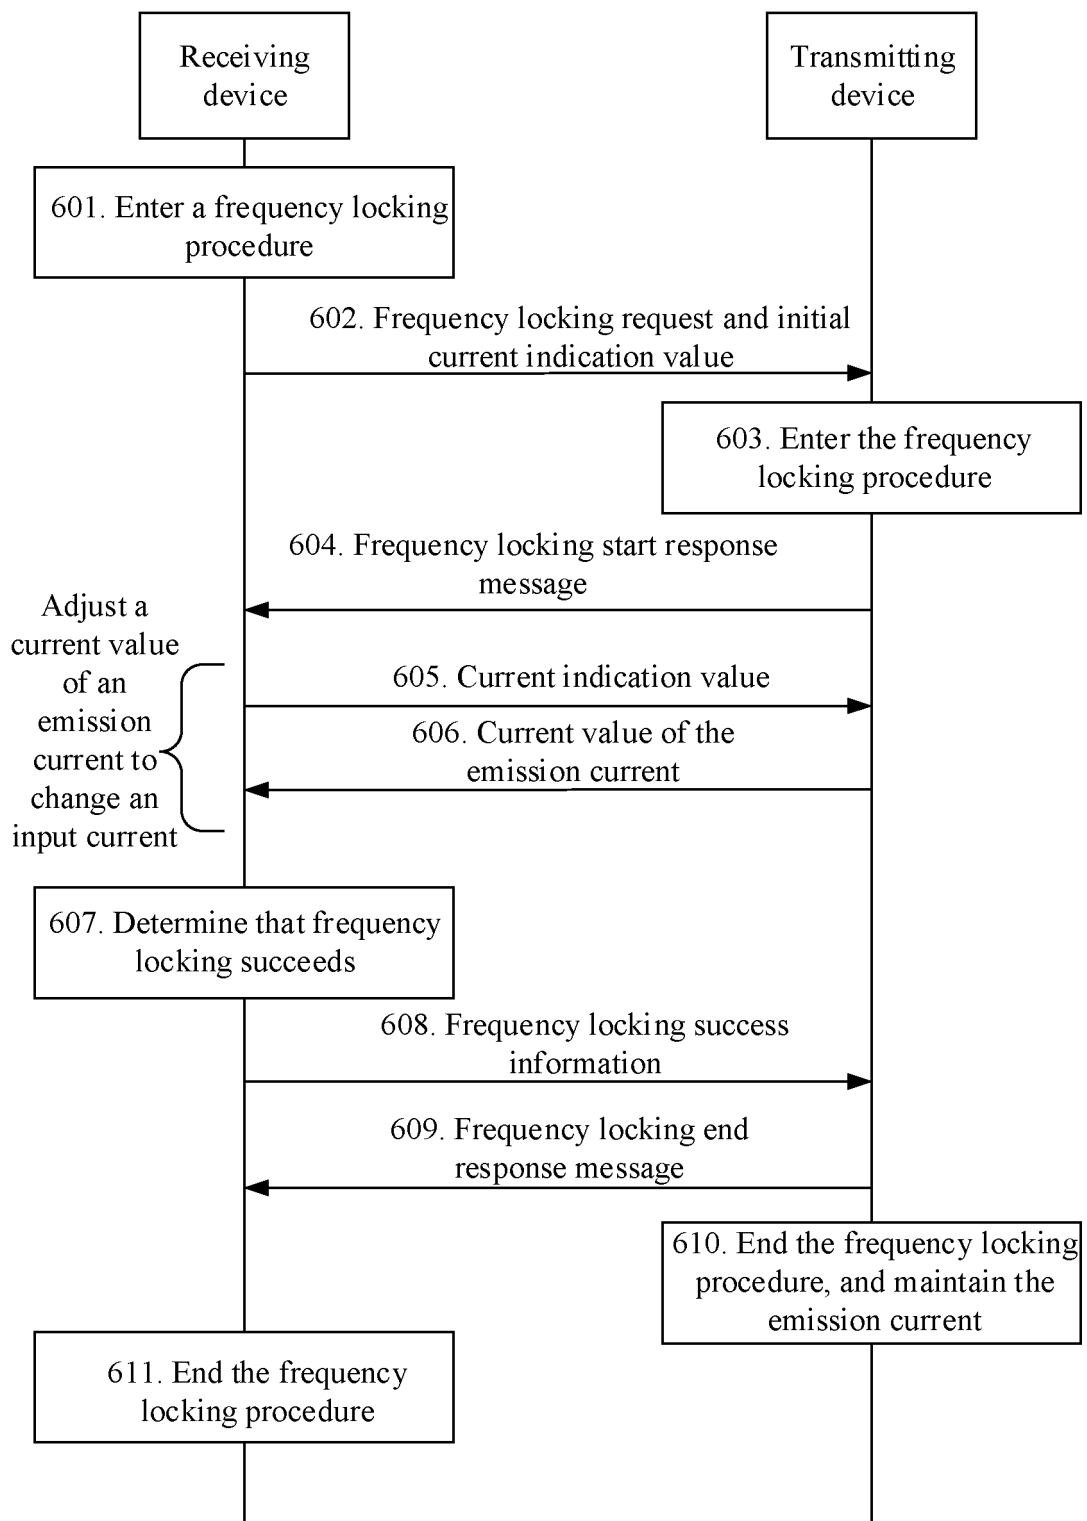 Receiving
device
Transmitting
device
601. Enter a frequency locking
procedure
602. Frequency locking request and initial
current indication value
603. Enter the frequency
locking procedure
604. Frequency locking start response
message
Adjust a
current value
of an
emission
current to
change an
input current
605. Current indication value
606. Current value of the
emission current
607. Determine that frequency
locking succeeds
608. Frequency locking success
information
609. Frequency locking end
response message
610. End the frequency locking
procedure, and maintain the
emission current
611. End the frequency
locking procedure